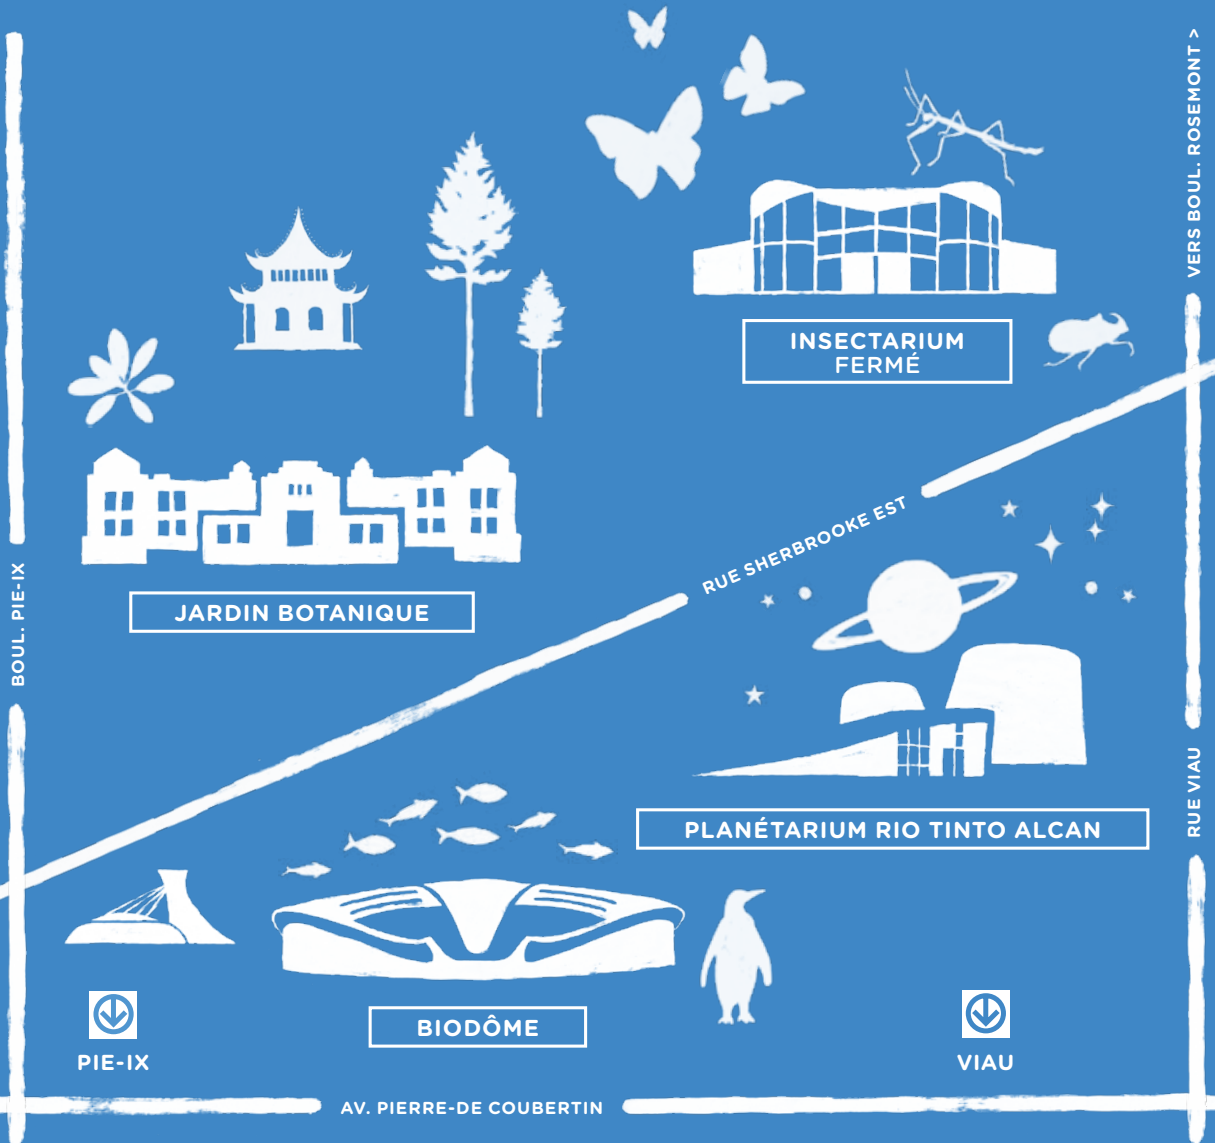 VERS BOUL. ROSEMONT >
INSECTARIUM
FERMÉ
RUE SHERBROOKE EST
BOUL. PIE-IX
JARDIN BOTANIQUE
RUE VIAU
PLANÉTARIUM RIO TINTO ALCAN
BIODÔME
PIE-IX
VIAU
AV. PIERRE-DE COUBERTIN